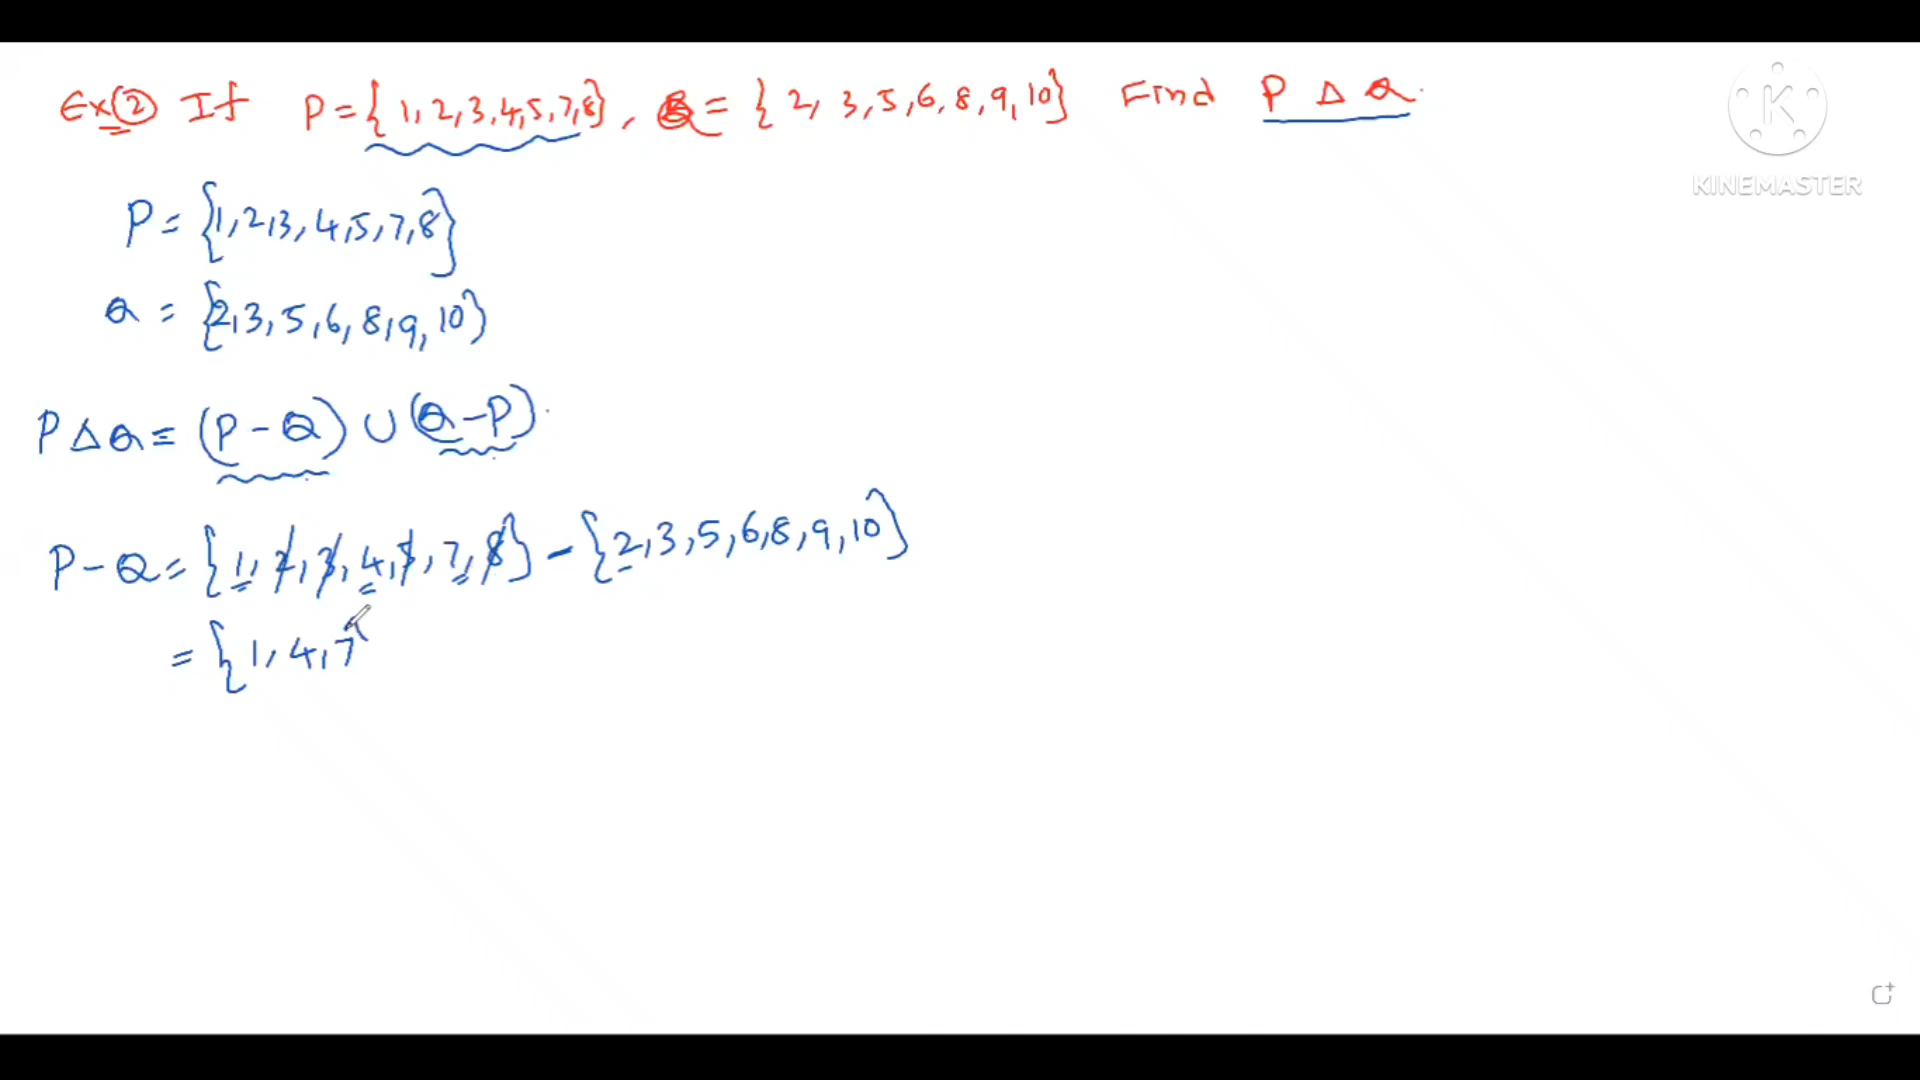 Ex(2) If P = { 1, 2, 3, 4, 5, 7, 8}, Q = { 2, 3, 5, 6, 8, 9, 10} Find P Δ Q.
KINEMASTER
P = {1, 2, 3, 4, 5, 7, 8}
Q = {2, 3, 5, 6, 8, 9, 10}
P Δ Q = (P - Q) ∪ (Q - P).
P - Q = { 1, 2, 3, 4, 5, 7, 8} - {2, 3, 5, 6, 8, 9, 10}
= { 1, 4, 7